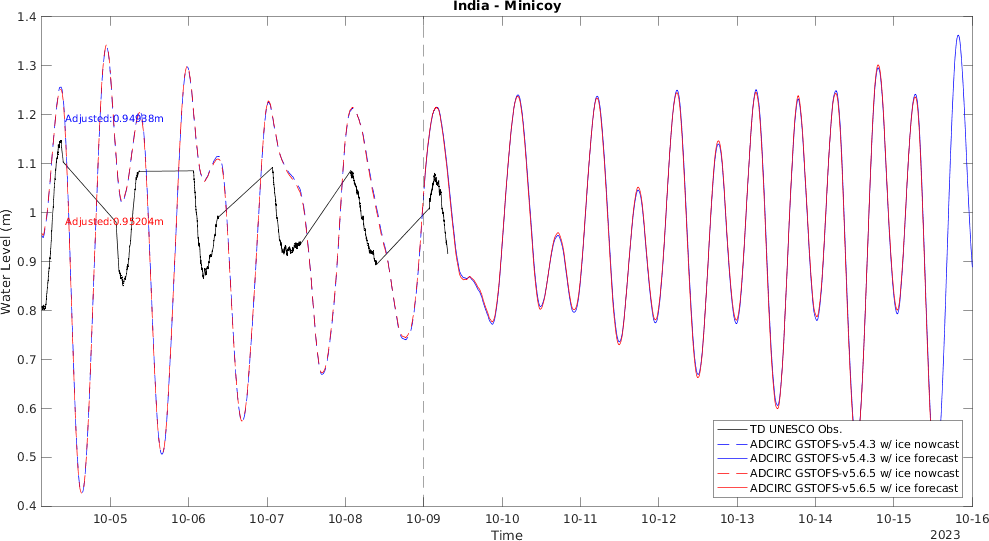 India - Minicoy
1.4
1.3
1.2
1.1
1
0.9
0.8
0.7
0.6
0.5
0.4
Water Level (m)
Adjusted:0.94938m
Adjusted:0.95204m
TD UNESCO Obs.
ADCIRC GSTOFS-v5.4.3 w/ ice nowcast
ADCIRC GSTOFS-v5.4.3 w/ ice forecast
ADCIRC GSTOFS-v5.6.5 w/ ice nowcast
ADCIRC GSTOFS-v5.6.5 w/ ice forecast
10-05 10-06 10-07 10-08 10-09 10-10 10-11 10-12 10-13 10-14 10-15 10-16
Time
2023